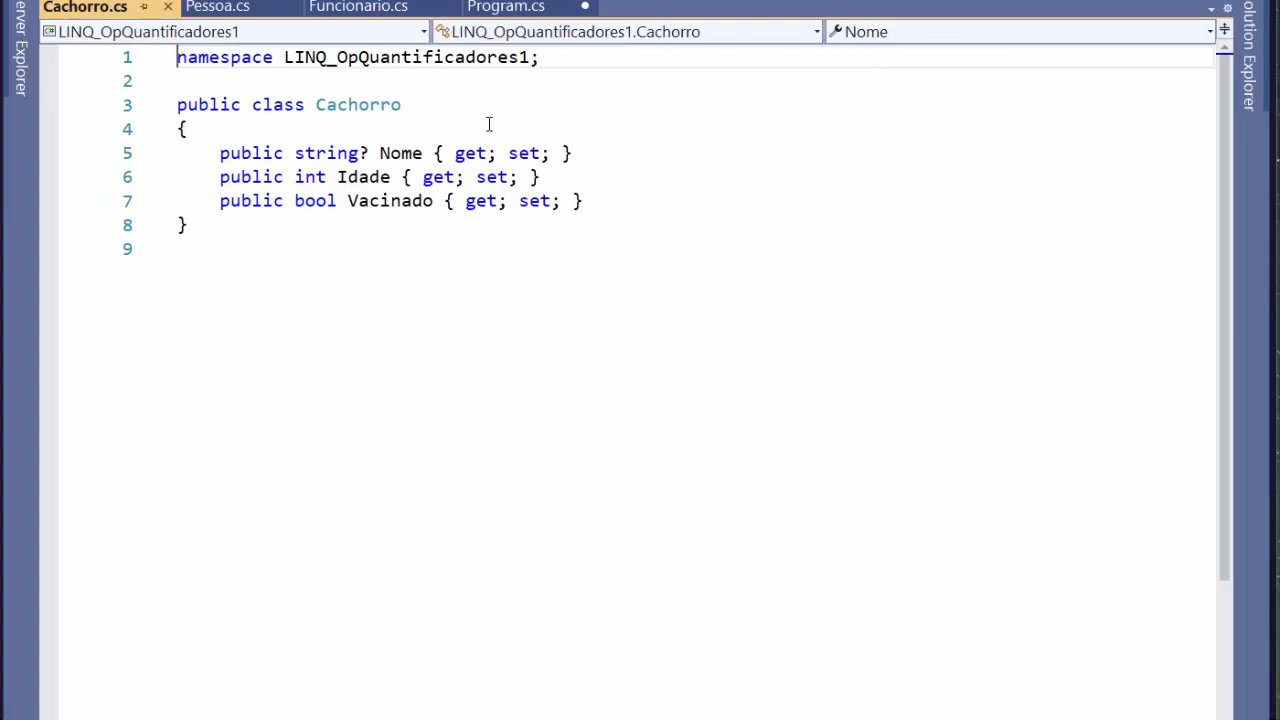 Cachorro.cs Pessoa.cs Funcionario.cs Program.cs
LINQ_OpQuantificadores1 LINQ_OpQuantificadores1.Cachorro Nome
1 namespace LINQ_OpQuantificadores1;
2
3 public class Cachorro
4 {
5 public string? Nome { get; set; }
6 public int Idade { get; set; }
7 public bool Vacinado { get; set; }
8 }
9
erver Explorer
olution Explorer